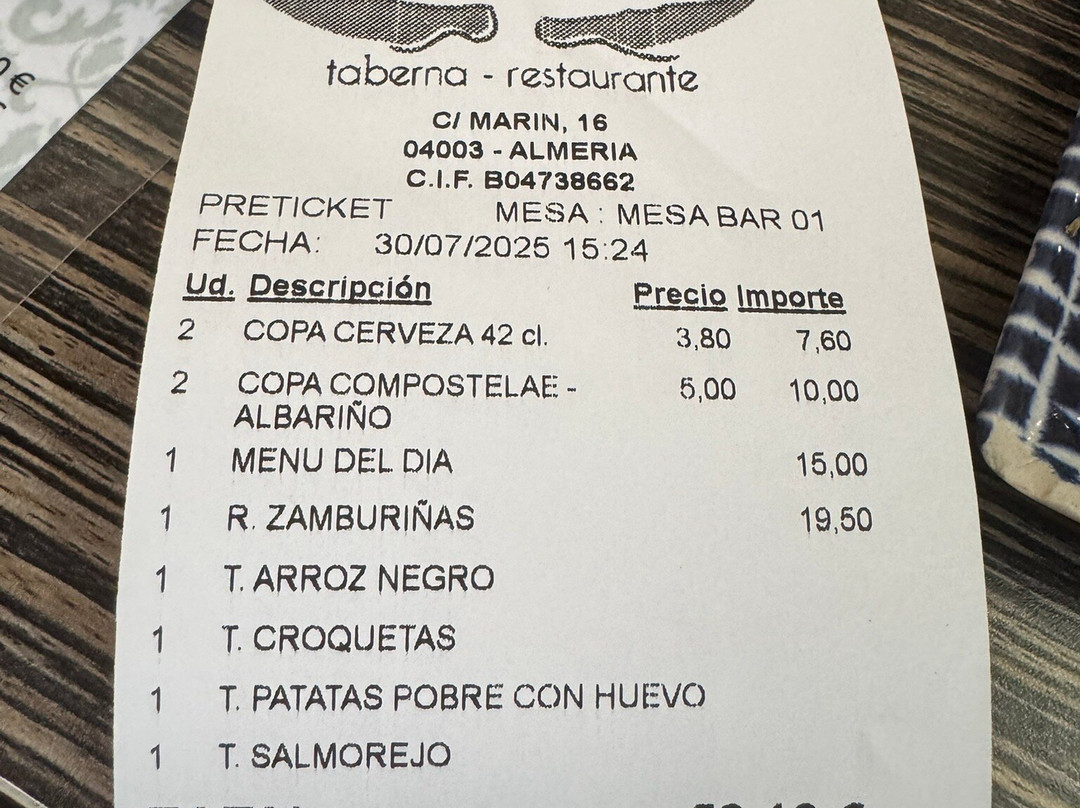 taberna - restaurante
C/ MARIN, 16
04003 - ALMERIA
C.I.F. B04738662
PRETICKET MESA : MESA BAR 01
FECHA: 30/07/2025 15:24
Ud. Descripción Precio Importe
2 COPA CERVEZA 42 cl. 3,80 7,60
2 COPA COMPOSTELAE - 5,00 10,00
ALBARIÑO
1 MENU DEL DIA 15,00
1 R. ZAMBURIÑAS 19,50
1 T. ARROZ NEGRO
1 T. CROQUETAS
1 T. PATATAS POBRE CON HUEVO
1 T. SALMOREJO